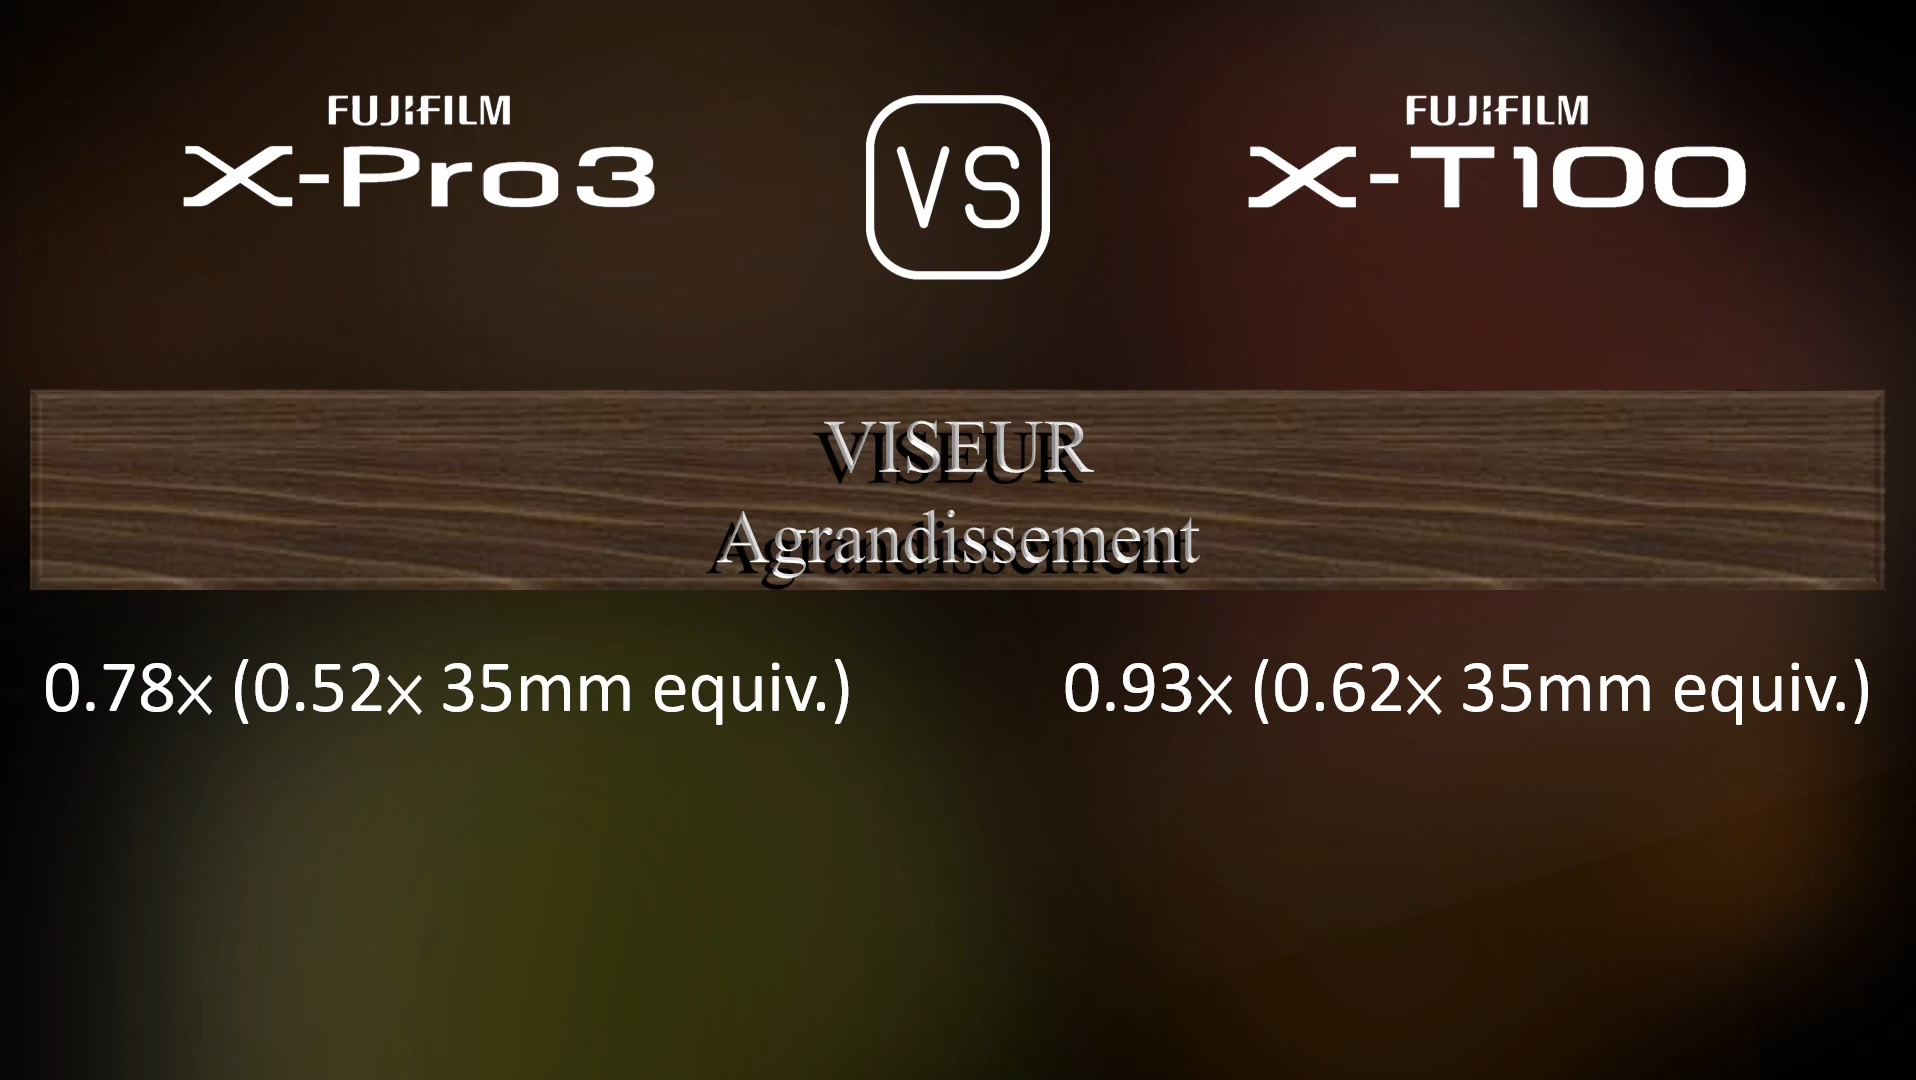 FUJIFILM
X-Pro3
VS
FUJIFILM
X-T100
VISEUR
Agrandissement
0.78x (0.52x 35mm equiv.)
0.93x (0.62x 35mm equiv.)